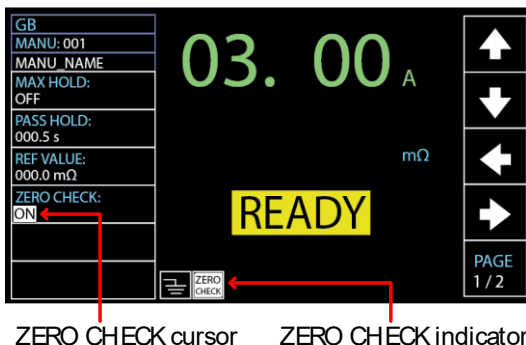 GB
MANU: 001
MANU_NAME
MAX HOLD:
OFF
PASS HOLD:
000.5 s
REF VALUE:
000.0 mΩ
ZERO CHECK:
ON
03. 00 A
mΩ
READY
ZERO
CHECK
PAGE
1 / 2
ZERO CHECK cursor
ZERO CHECK indicator